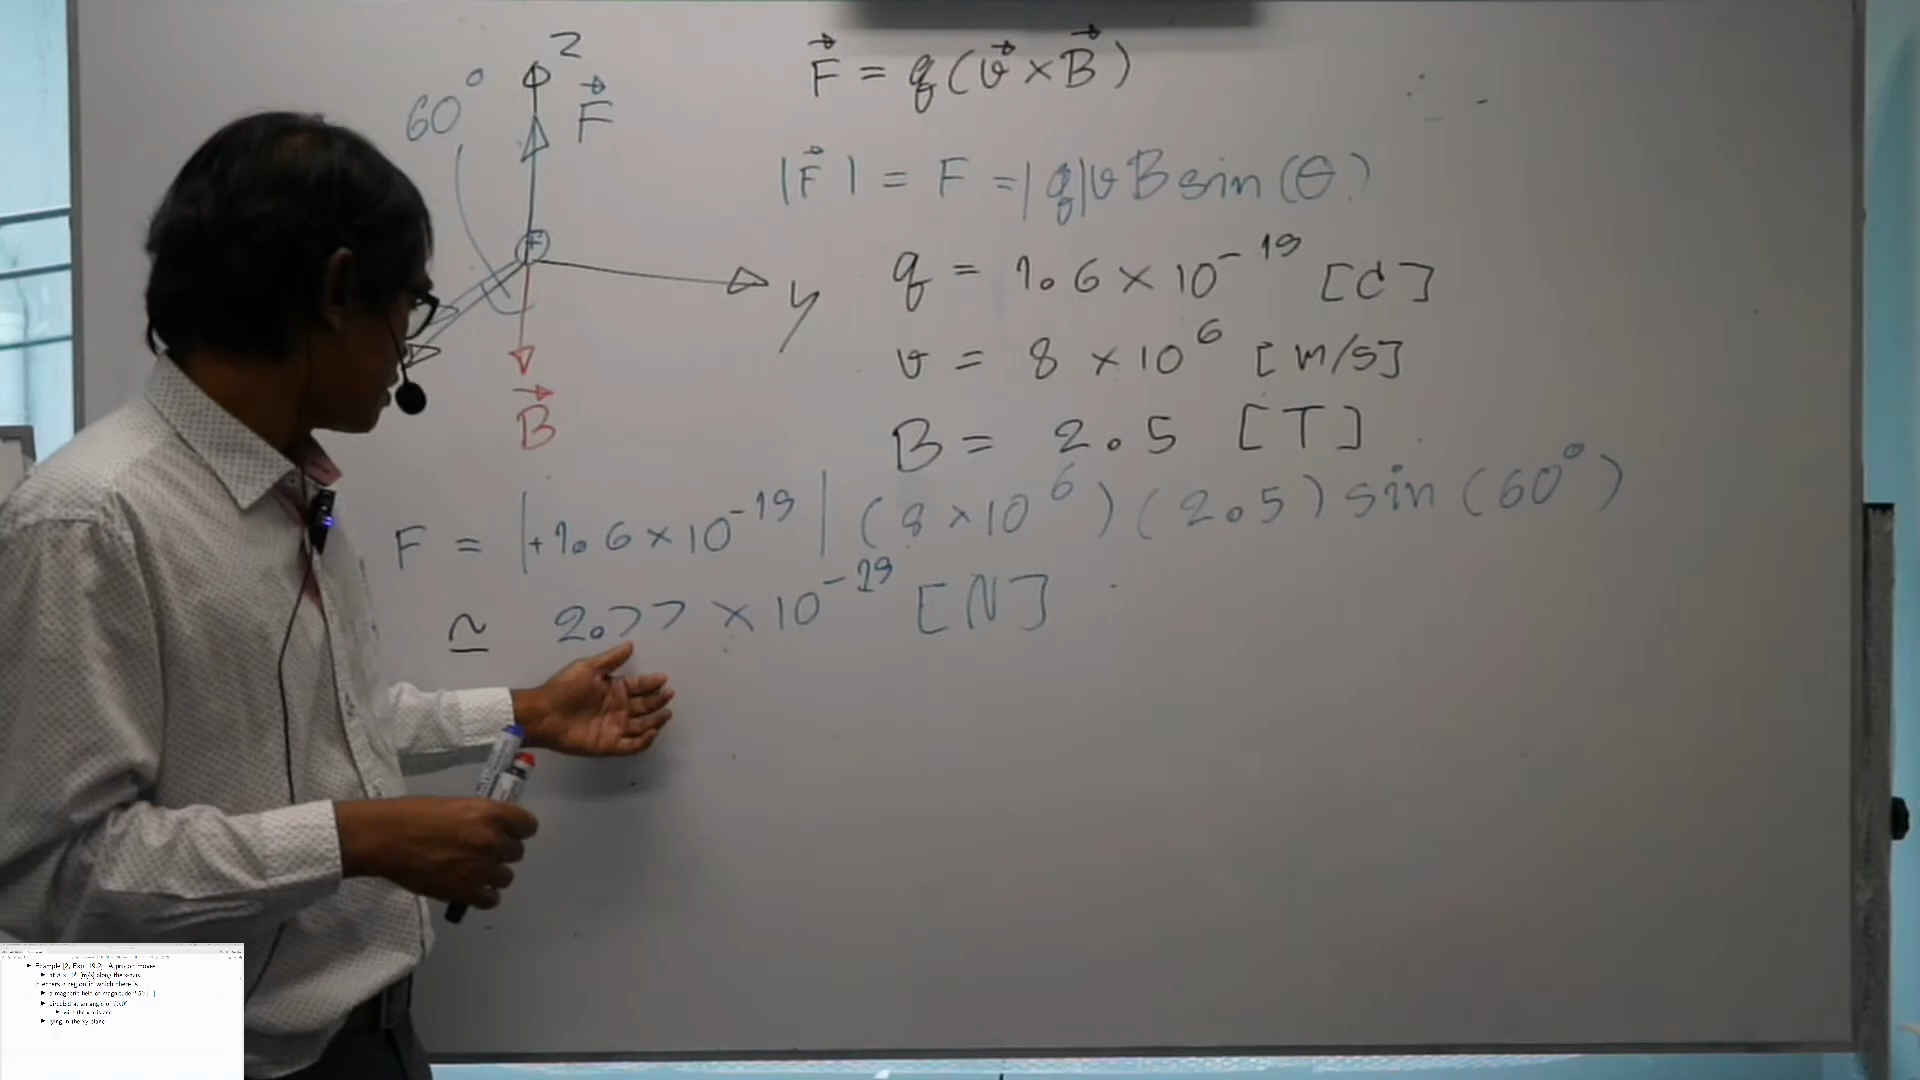 z
60°
F
y
B
F = q(v × B)
|F| = F = |q|vB sin(θ)
q = 1.6 × 10⁻¹⁹ [C]
v = 8 × 10⁶ [m/s]
B = 2.5 [T]
F = |+1.6 × 10⁻¹⁹| (8 × 10⁶) (2.5) sin(60°)
≅ 2.77 × 10⁻¹⁹ [N]